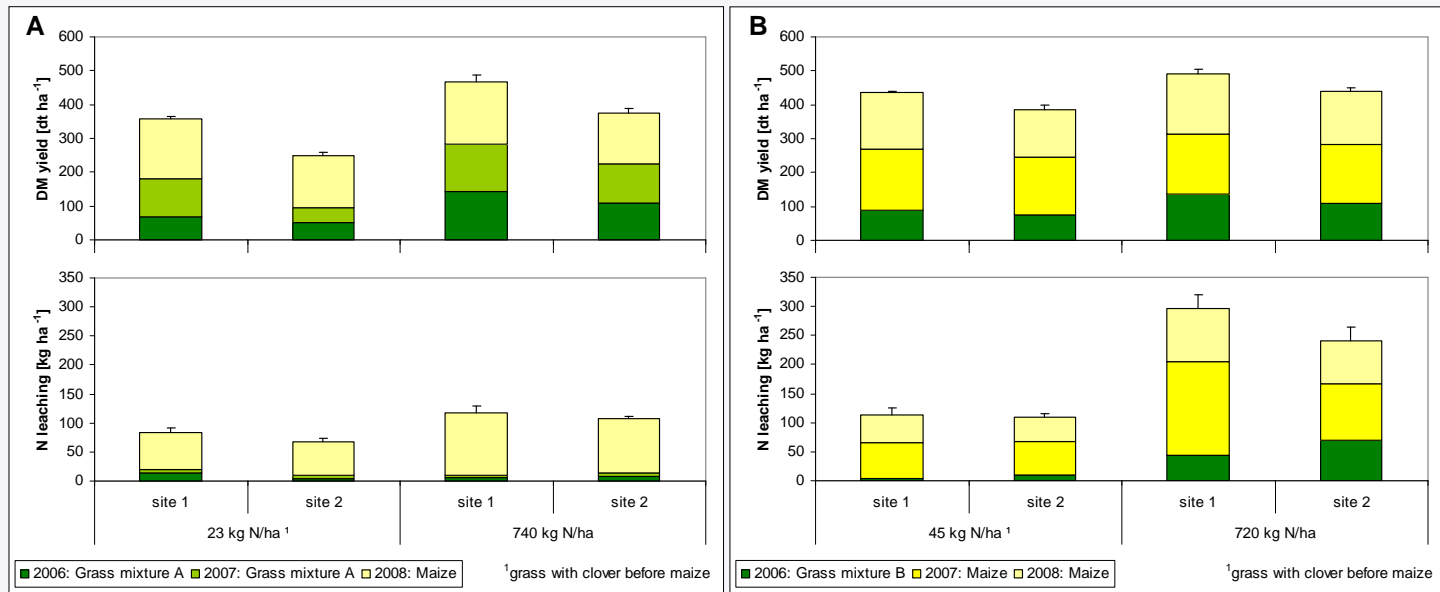 A
DM yield [dt ha⁻¹]
600
500
400
300
200
100
0
N leaching [kg ha⁻¹]
350
300
250
200
150
100
50
0
site 1 site 2 site 1 site 2
23 kg N/ha ¹ 740 kg N/ha
2006: Grass mixture A 2007: Grass mixture A 2008: Maize ¹grass with clover before maize
B
DM yield [dt ha⁻¹]
600
500
400
300
200
100
0
N leaching [kg ha⁻¹]
350
300
250
200
150
100
50
0
site 1 site 2 site 1 site 2
45 kg N/ha ¹ 720 kg N/ha
2006: Grass mixture B 2007: Maize 2008: Maize ¹grass with clover before maize